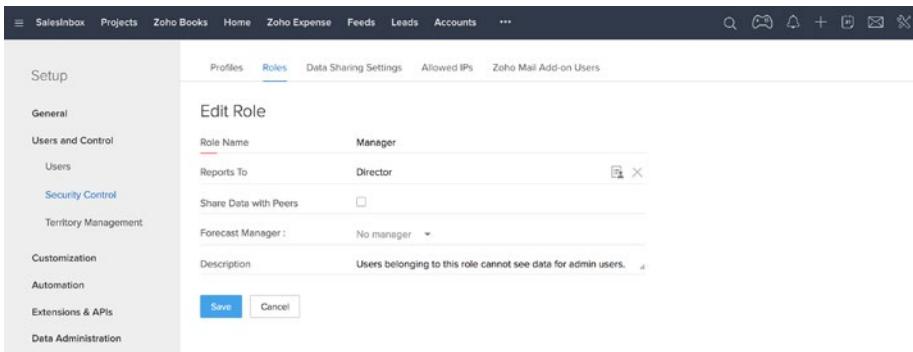 SalesInbox Projects Zoho Books Home Zoho Expense Feeds Leads Accounts •••
Setup
General
Users and Control
Users
Security Control
Territory Management
Customization
Automation
Extensions & APIs
Data Administration
Profiles Roles Data Sharing Settings Allowed IPs Zoho Mail Add-on Users
Edit Role
Role Name Manager
Reports To Director
Share Data with Peers
Forecast Manager : No manager
Description Users belonging to this role cannot see data for admin users.
Save Cancel